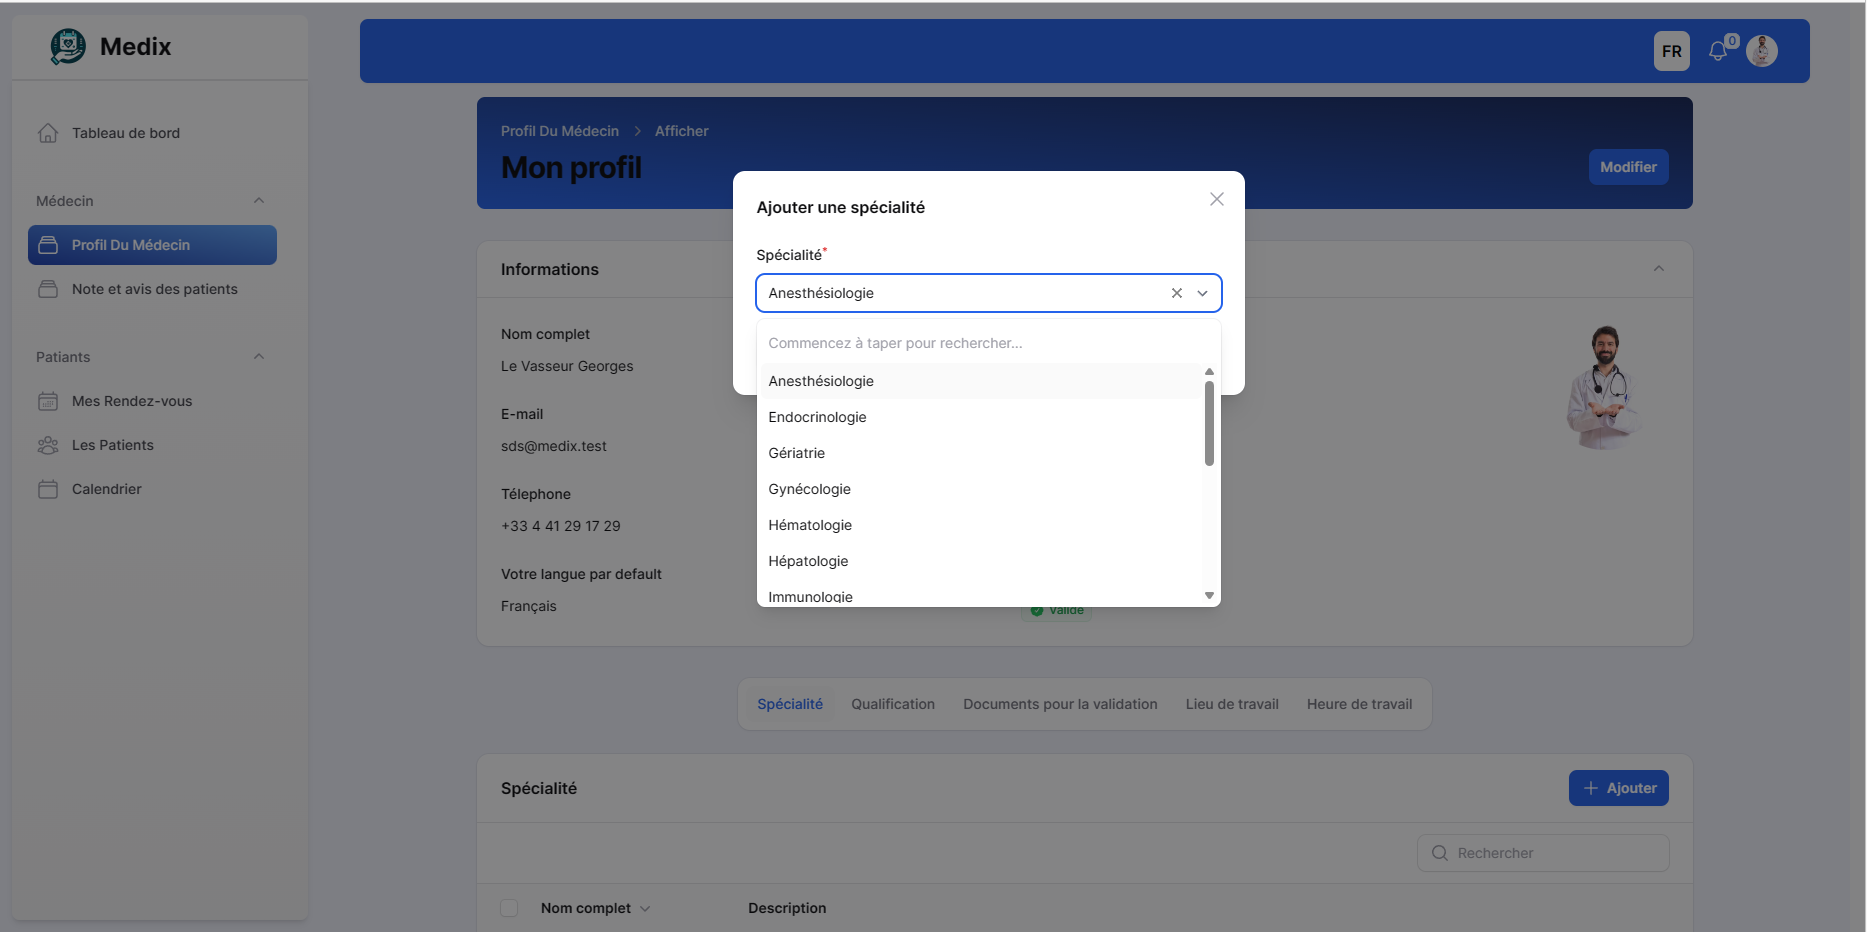 Medix
FR
0
Tableau de bord
Médecin
Profil Du Médecin
Note et avis des patients
Patiants
Mes Rendez-vous
Les Patients
Calendrier
Profil Du Médecin > Afficher
Mon profil
Modifier
Ajouter une spécialité
Spécialité*
Anesthésiologie
Commencez à taper pour rechercher...
Anesthésiologie
Endocrinologie
Gériatrie
Gynécologie
Hématologie
Hépatologie
Immunologie
Informations
Nom complet
Le Vasseur Georges
E-mail
sds@medix.test
Télephone
+33 4 41 29 17 29
Votre langue par default
Français
Validé
Spécialité Qualification Documents pour la validation Lieu de travail Heure de travail
Spécialité
Ajouter
Rechercher
Nom complet Description